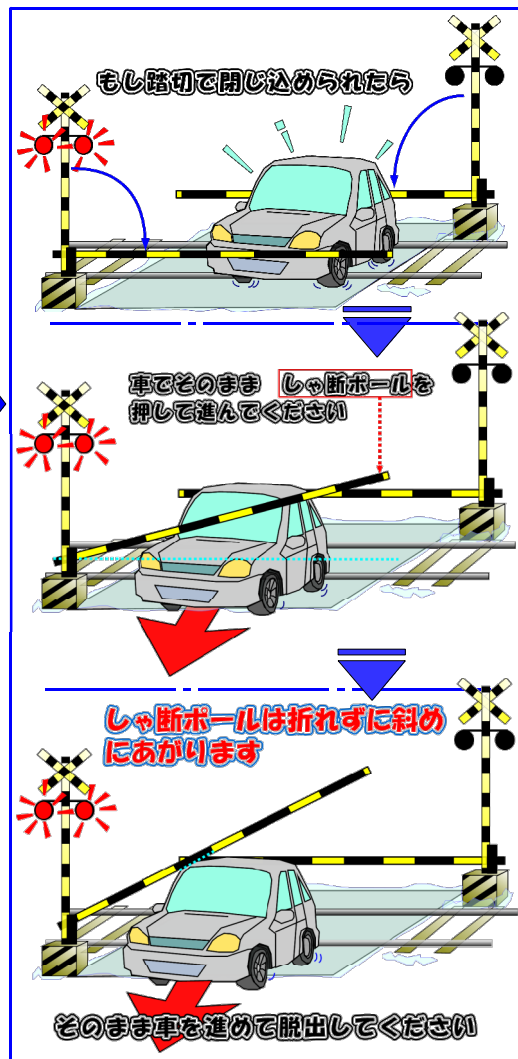 もし踏切で閉じ込められたら
車でそのまま しゃ断ポールを
押して進んでください
しゃ断ポールは折れずに斜め
にあがります
そのまま車を進めて脱出してください